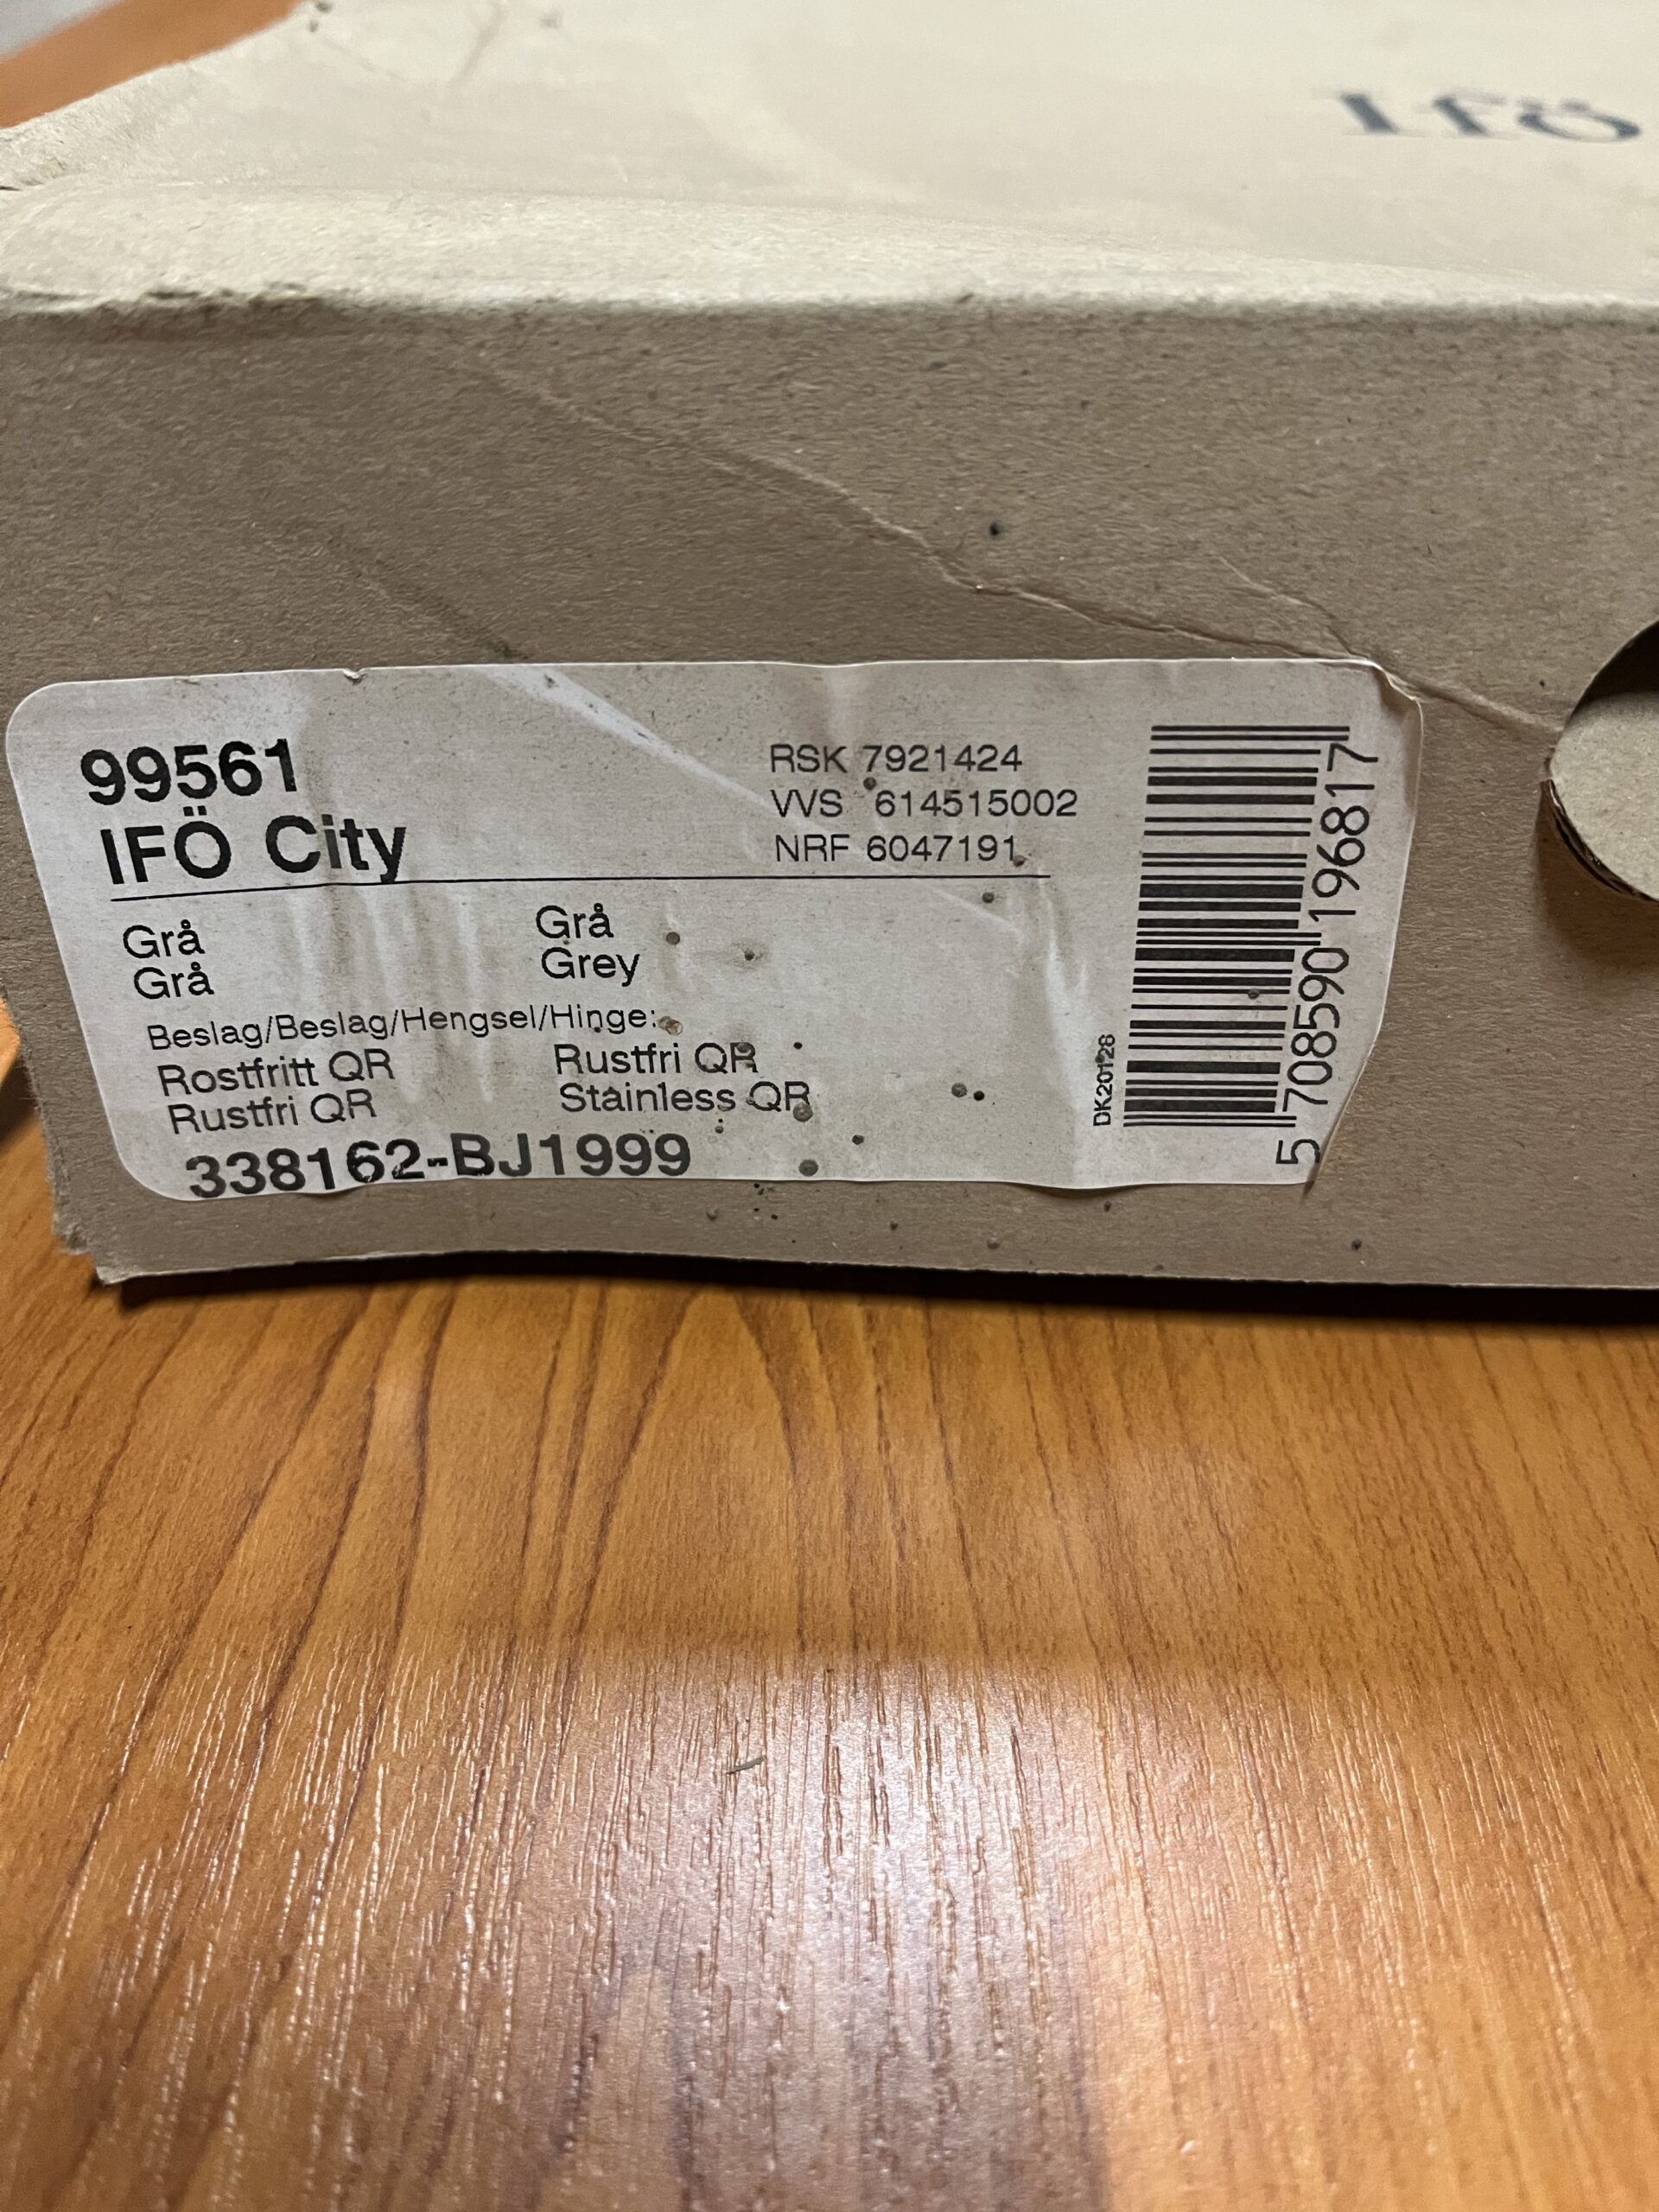 Ifö
99561
IFÖ City
RSK 7921424
VVS 614515002
NRF 6047191
Grå Grå
Grå Grey
Beslag/Beslag/Hengsel/Hinge:
Rostfritt QR Rustfri QR
Rustfri QR Stainless QR
338162-BJ1999
DK20128
5 708590 196817